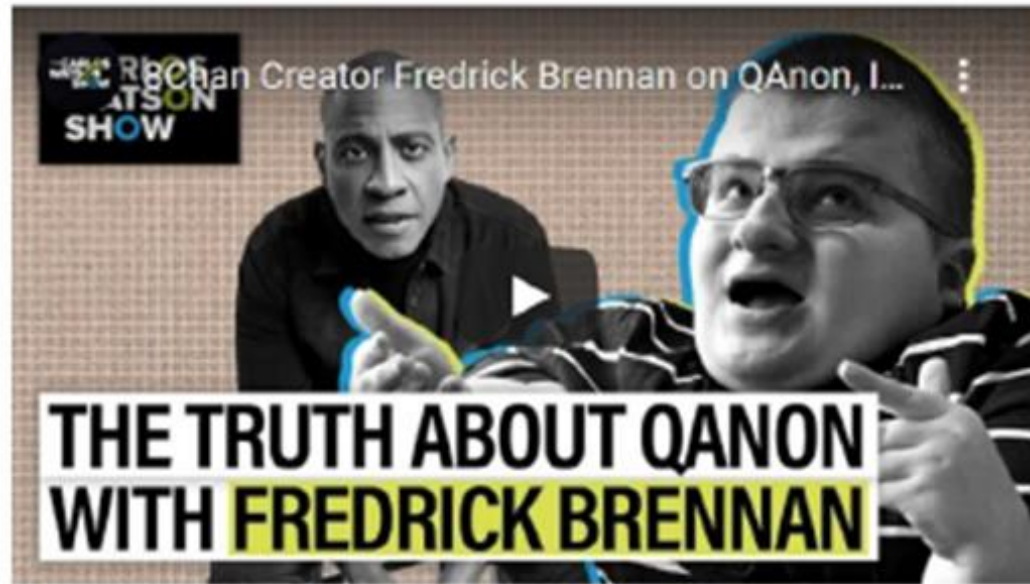 8Chan Creator Fredrick Brennan on QAnon, I...
SHOW
THE TRUTH ABOUT QANON
WITH FREDRICK BRENNAN